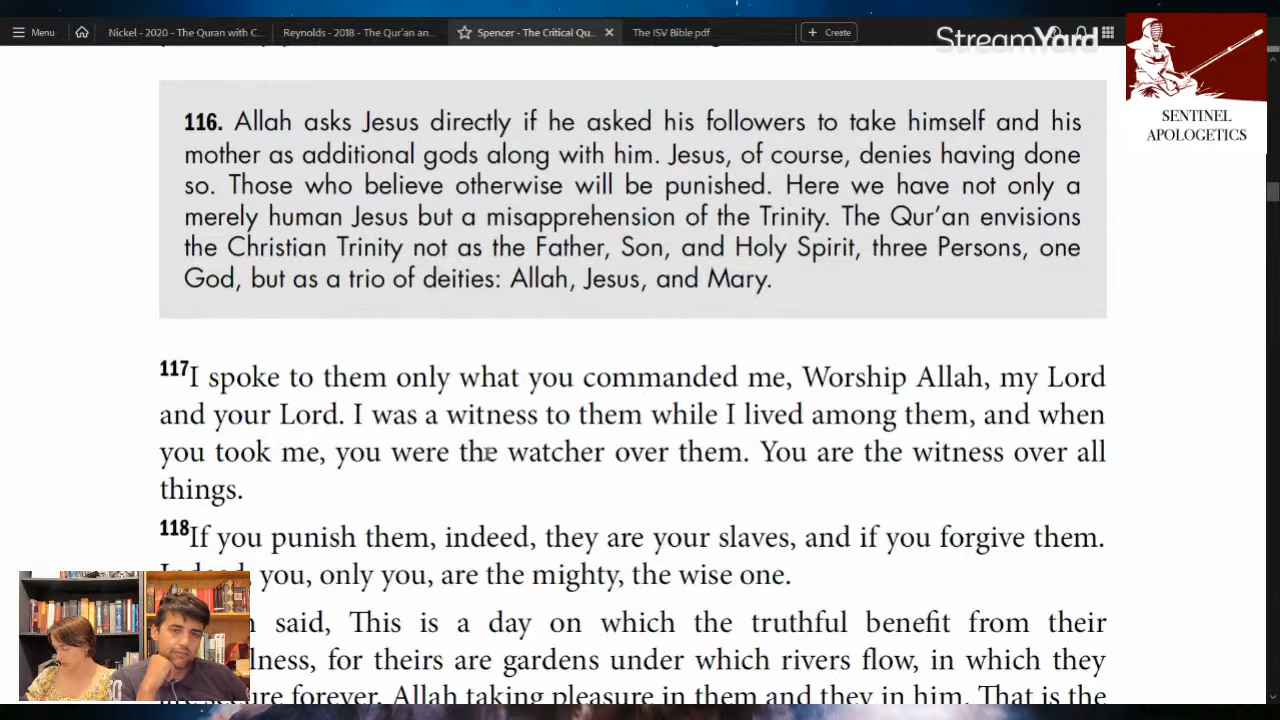 Menu
Nickel - 2020 - The Quran with C...
Reynolds - 2018 - The Qur'an an...
Spencer - The Critical Qu...
The ISV Bible.pdf
Create
StreamYard
SENTINEL
APOLOGETICS
116. Allah asks Jesus directly if he asked his followers to take himself and his
mother as additional gods along with him. Jesus, of course, denies having done
so. Those who believe otherwise will be punished. Here we have not only a
merely human Jesus but a misapprehension of the Trinity. The Qur'an envisions
the Christian Trinity not as the Father, Son, and Holy Spirit, three Persons, one
God, but as a trio of deities: Allah, Jesus, and Mary.
117I spoke to them only what you commanded me, Worship Allah, my Lord
and your Lord. I was a witness to them while I lived among them, and when
you took me, you were the watcher over them. You are the witness over all
things.
118If you punish them, indeed, they are your slaves, and if you forgive them.
you, only you, are the mighty, the wise one.
said, This is a day on which the truthful benefit from their
for theirs are gardens under which rivers flow, in which they
forever, Allah taking pleasure in them and they in him. That is the